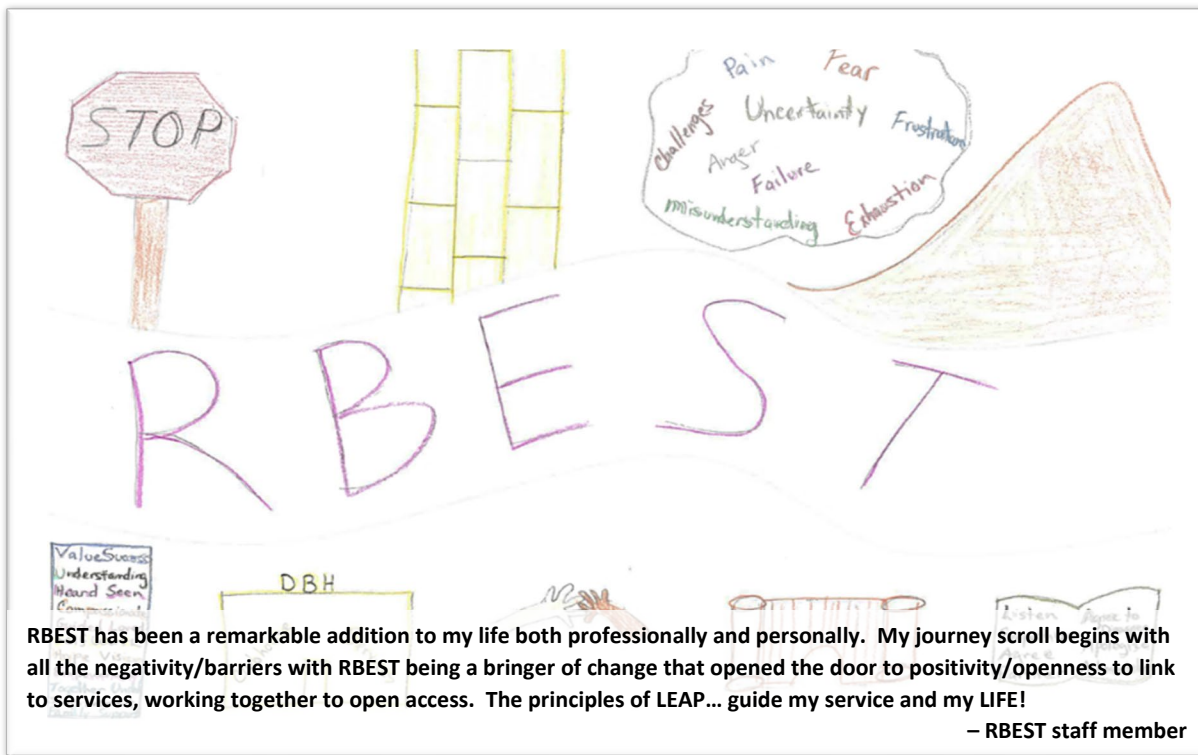 STOP
Pain Fear
Challenges Uncertainty Frustration
Anger
Failure
misunderstanding Exhaustion
RBEST
Value Success
Understanding
Heard Seen
DBH
Listen Agree to
Agree Apologise
RBEST has been a remarkable addition to my life both professionally and personally. My journey scroll begins with
all the negativity/barriers with RBEST being a bringer of change that opened the door to positivity/openness to link
to services, working together to open access. The principles of LEAP… guide my service and my LIFE!
– RBEST staff member